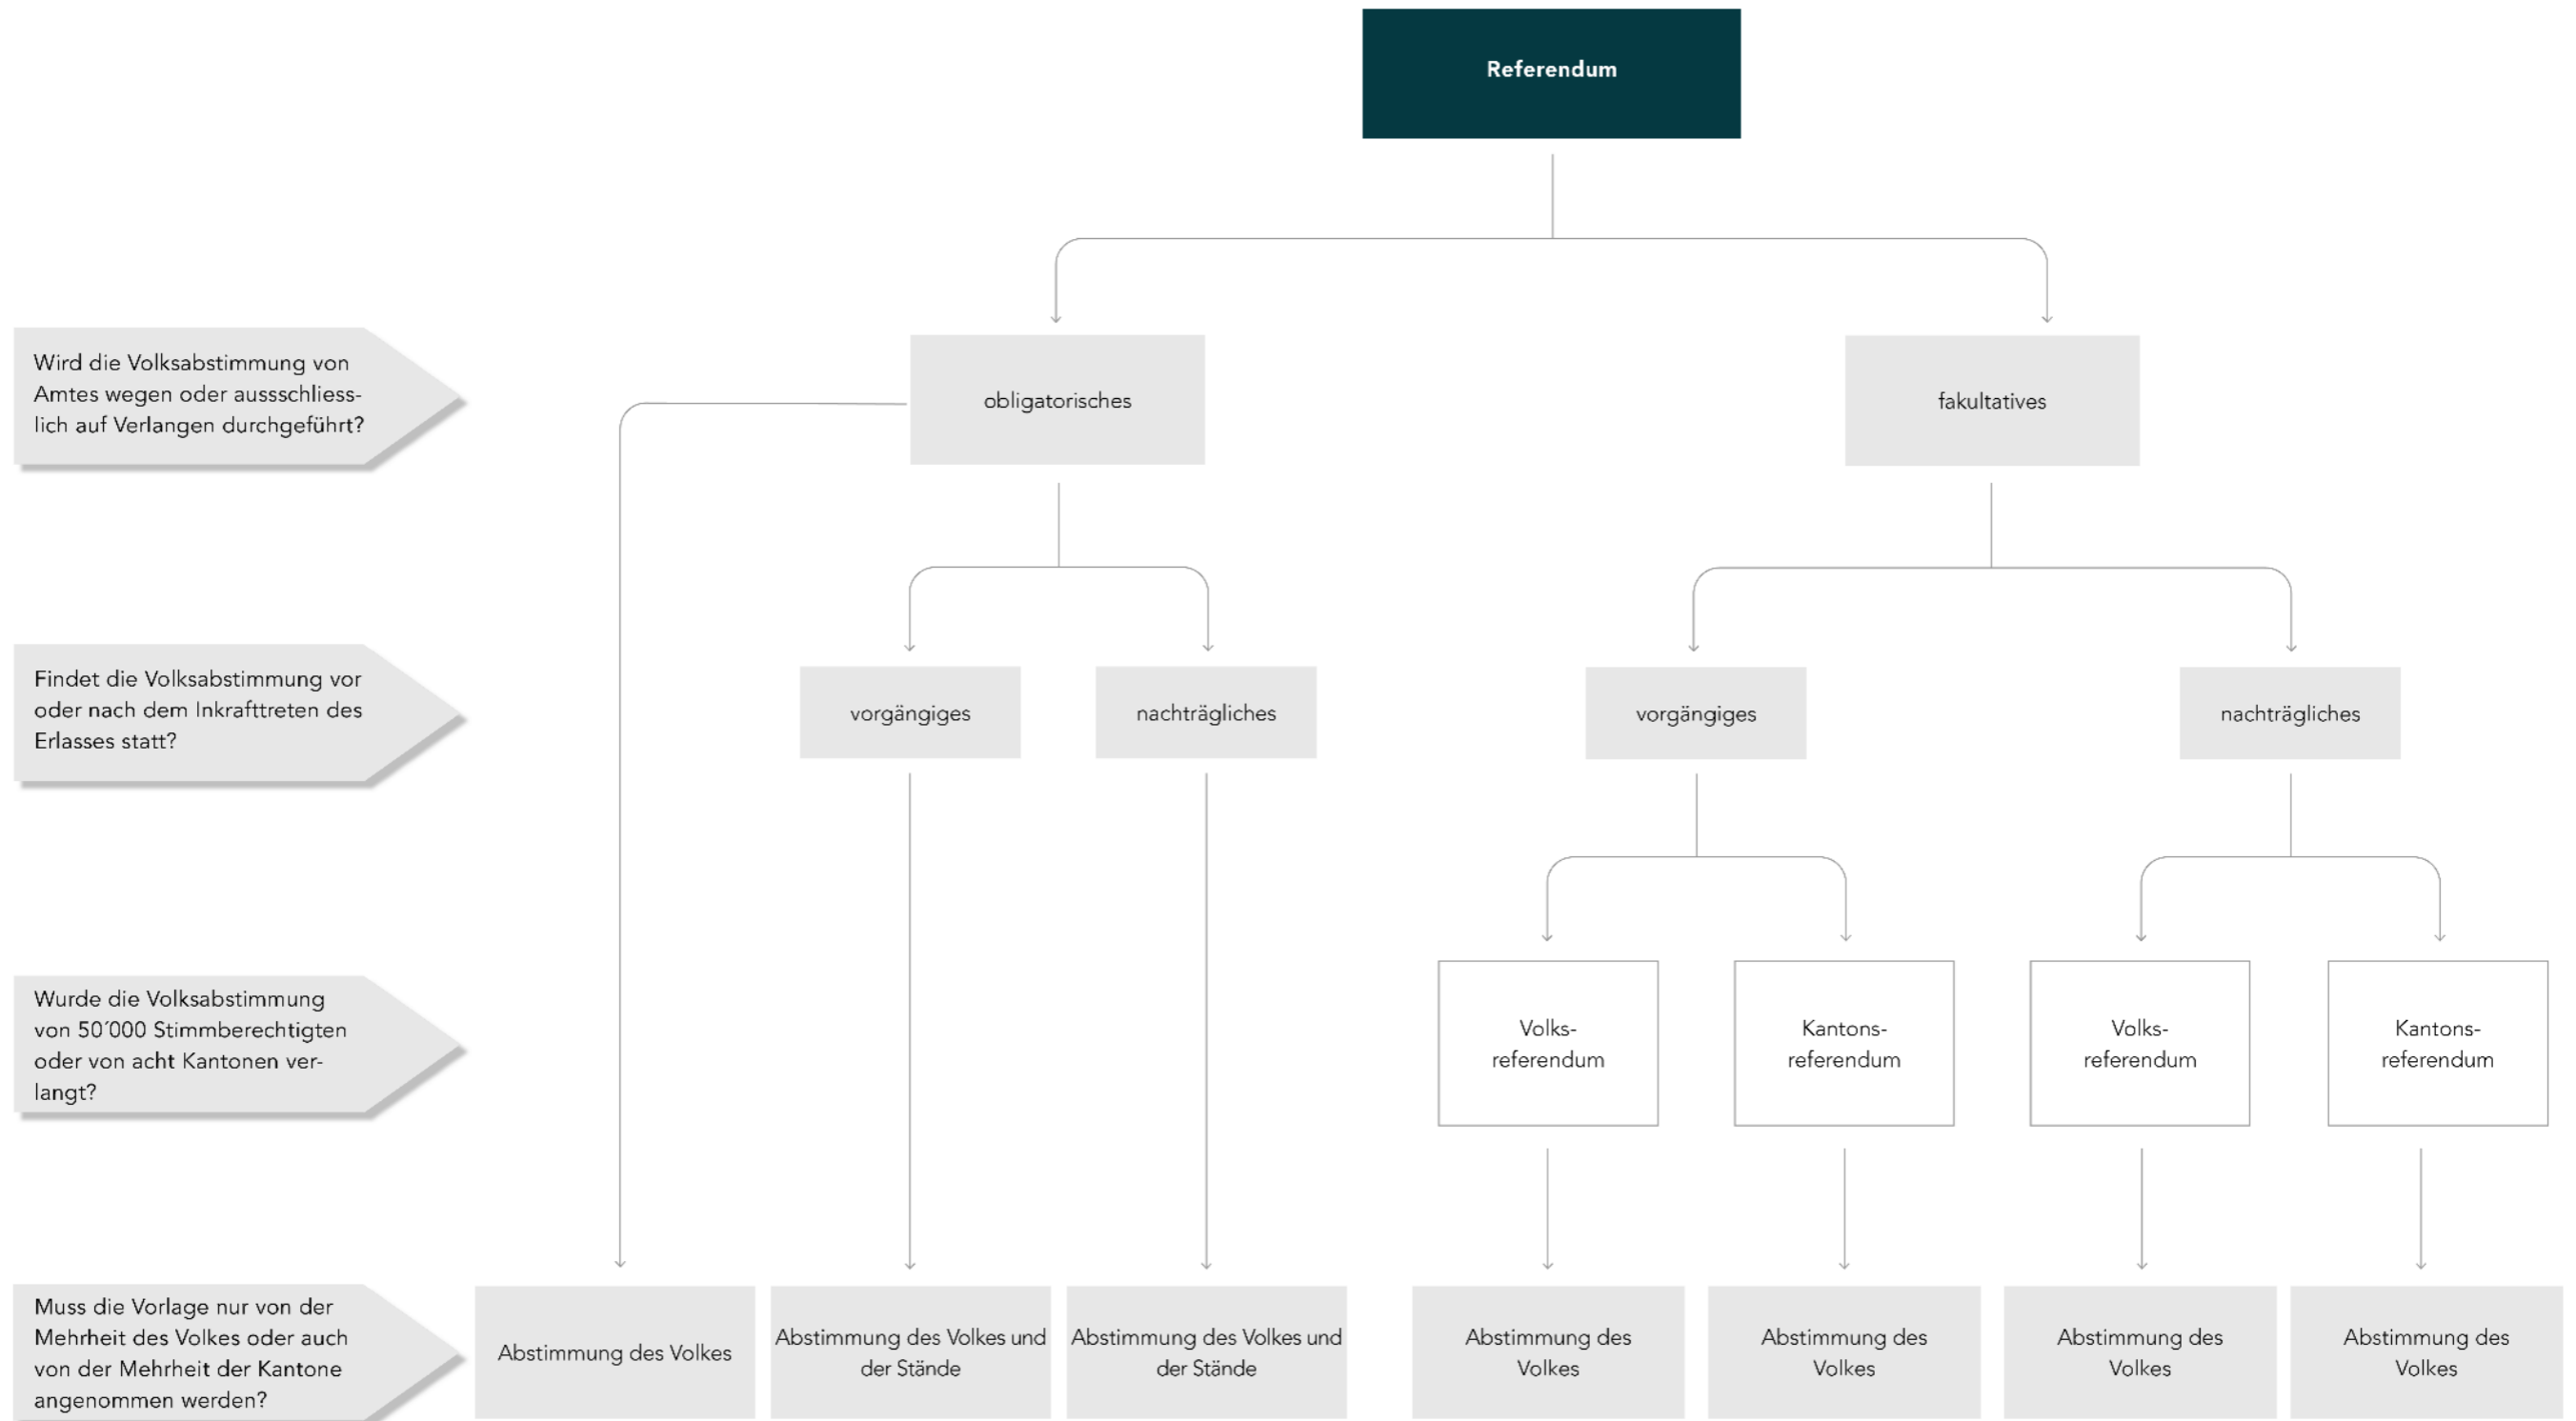 Referendum
Wird die Volksabstimmung von
Amtes wegen oder aussschliess-
lich auf Verlangen durchgeführt?
obligatorisches
fakultatives
Findet die Volksabstimmung vor
oder nach dem Inkrafttreten des
Erlasses statt?
vorgängiges
nachträgliches
vorgängiges
nachträgliches
Wurde die Volksabstimmung
von 50´000 Stimmberechtigten
oder von acht Kantonen ver-
langt?
Volks-
referendum
Kantons-
referendum
Volks-
referendum
Kantons-
referendum
Muss die Vorlage nur von der
Mehrheit des Volkes oder auch
von der Mehrheit der Kantone
angenommen werden?
Abstimmung des Volkes
Abstimmung des Volkes und
der Stände
Abstimmung des Volkes und
der Stände
Abstimmung des
Volkes
Abstimmung des
Volkes
Abstimmung des
Volkes
Abstimmung des
Volkes